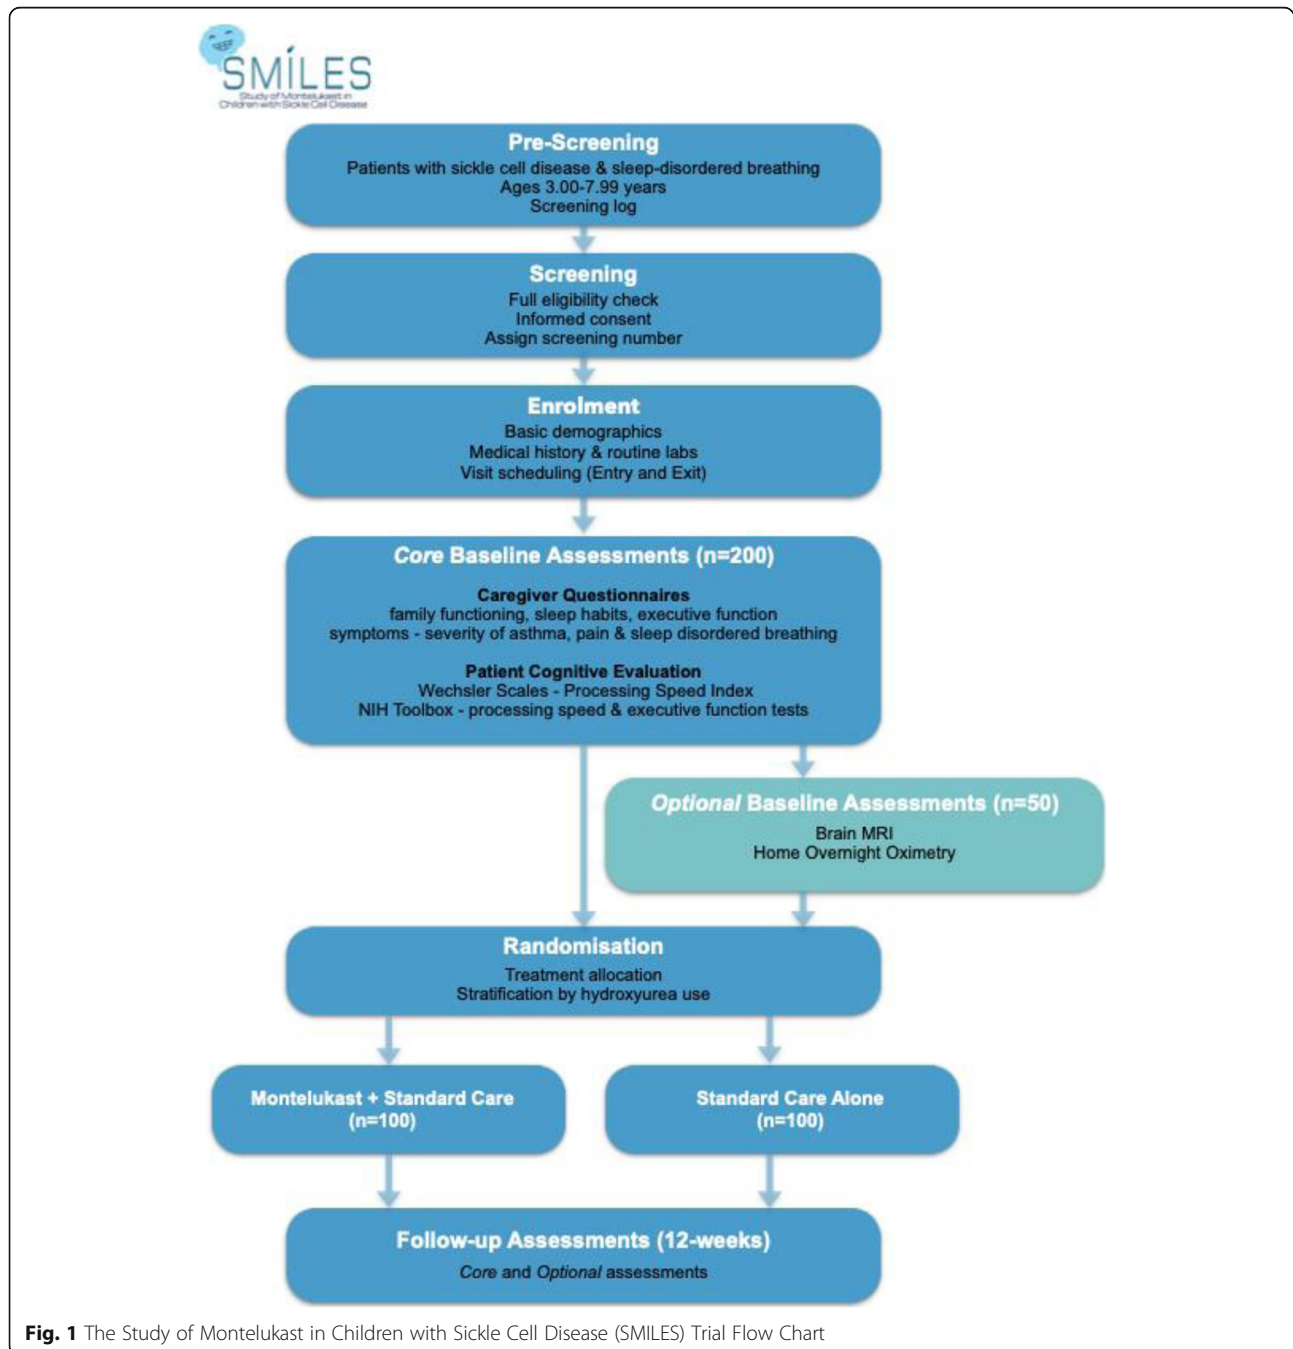 SMILES
Study of Montelukast in
Children with Sickle Cell Disease
Pre-Screening
Patients with sickle cell disease & sleep-disordered breathing
Ages 3.00-7.99 years
Screening log
Screening
Full eligibility check
Informed consent
Assign screening number
Enrolment
Basic demographics
Medical history & routine labs
Visit scheduling (Entry and Exit)
Core Baseline Assessments (n=200)
Caregiver Questionnaires
family functioning, sleep habits, executive function
symptoms - severity of asthma, pain & sleep disordered breathing
Patient Cognitive Evaluation
Wechsler Scales - Processing Speed Index
NIH Toolbox - processing speed & executive function tests
Optional Baseline Assessments (n=50)
Brain MRI
Home Overnight Oximetry
Randomisation
Treatment allocation
Stratification by hydroxyurea use
Montelukast + Standard Care
(n=100)
Standard Care Alone
(n=100)
Follow-up Assessments (12-weeks)
Core and Optional assessments
Fig. 1 The Study of Montelukast in Children with Sickle Cell Disease (SMILES) Trial Flow Chart